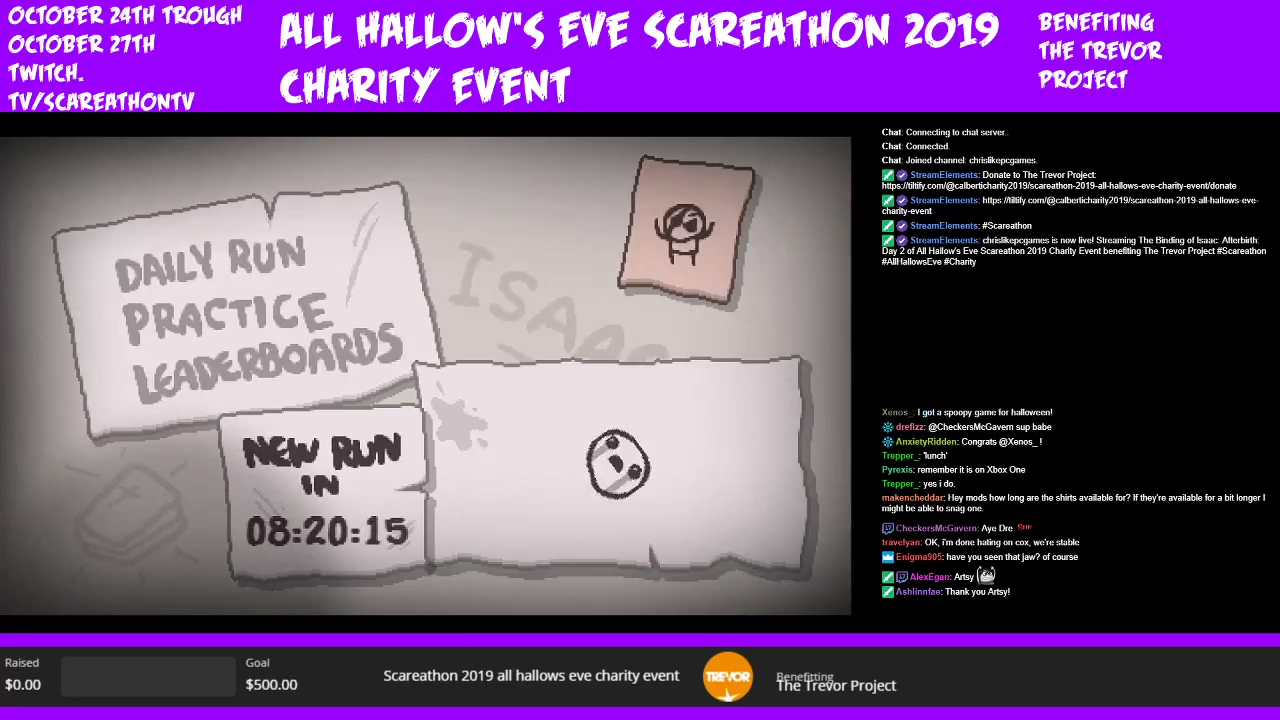 OCTOBER 24TH TROUGH
OCTOBER 27TH
TWITCH.
TV/SCAREATHONTV
ALL HALLOW'S EVE SCAREATHON 2019
CHARITY EVENT
BENEFITING
THE TREVOR
PROJECT
DAILY RUN
PRACTICE
LEADERBOARDS
ISAAC
NEW RUN
IN
08:20:15
Chat: Connecting to chat server..
Chat: Connected.
Chat: Joined channel: chrislikepcgames.
StreamElements: Donate to The Trevor Project:
https://tiltify.com/@calberticharity2019/scareathon-2019-all-hallows-eve-charity-event/donate
StreamElements: https://tiltify.com/@calberticharity2019/scareathon-2019-all-hallows-eve-
charity-event
StreamElements: #Scareathon
StreamElements: chrislikepcgames is now live! Streaming The Binding of Isaac: Afterbirth:
Day 2 of All Hallow's Eve Scareathon 2019 Charity Event benefiting The Trevor Project #Scareathon
#AllHallowsEve #Charity
Xenos_: I got a spoopy game for halloween!
drefizz: @CheckersMcGavern sup babe
AnxietyRidden: Congrats @Xenos_ !
Trepper_: 'lunch'
Pyrexis: remember it is on Xbox One
Trepper_: yes i do.
makencheddar: Hey mods how long are the shirts available for? If they're available for a bit longer I
might be able to snag one.
CheckersMcGavern: Aye Dre
travelyan: OK, i'm done hating on cox, we're stable
Enigma905: have you seen that jaw? of course
AlexEgan: Artsy
Ashlinnfae: Thank you Artsy!
Raised
$0.00
Goal
$500.00
Scareathon 2019 all hallows eve charity event
TREVOR
Benefitting
The Trevor Project